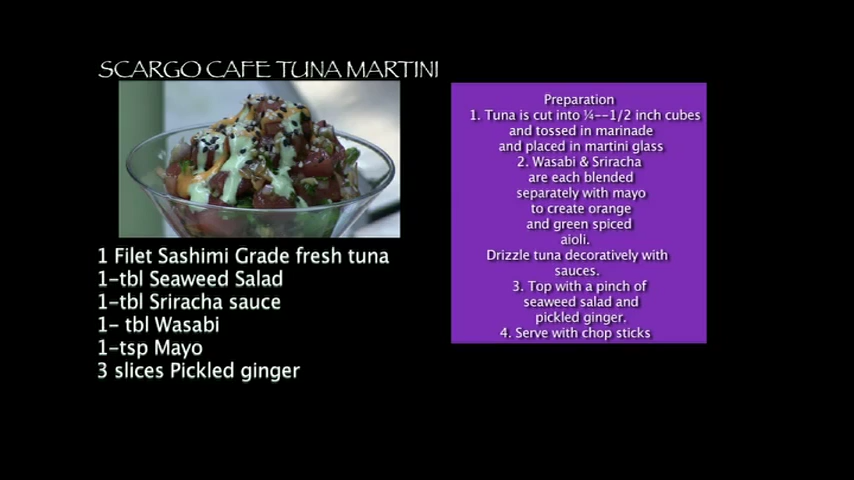 SCARGO CAFE TUNA MARTINI
1 Filet Sashimi Grade fresh tuna
1-tbl Seaweed Salad
1-tbl Sriracha sauce
1- tbl Wasabi
1-tsp Mayo
3 slices Pickled ginger
Preparation
1. Tuna is cut into ¼--1/2 inch cubes
and tossed in marinade
and placed in martini glass
2. Wasabi & Sriracha
are each blended
separately with mayo
to create orange
and green spiced
aioli.
Drizzle tuna decoratively with
sauces.
3. Top with a pinch of
seaweed salad and
pickled ginger.
4. Serve with chop sticks